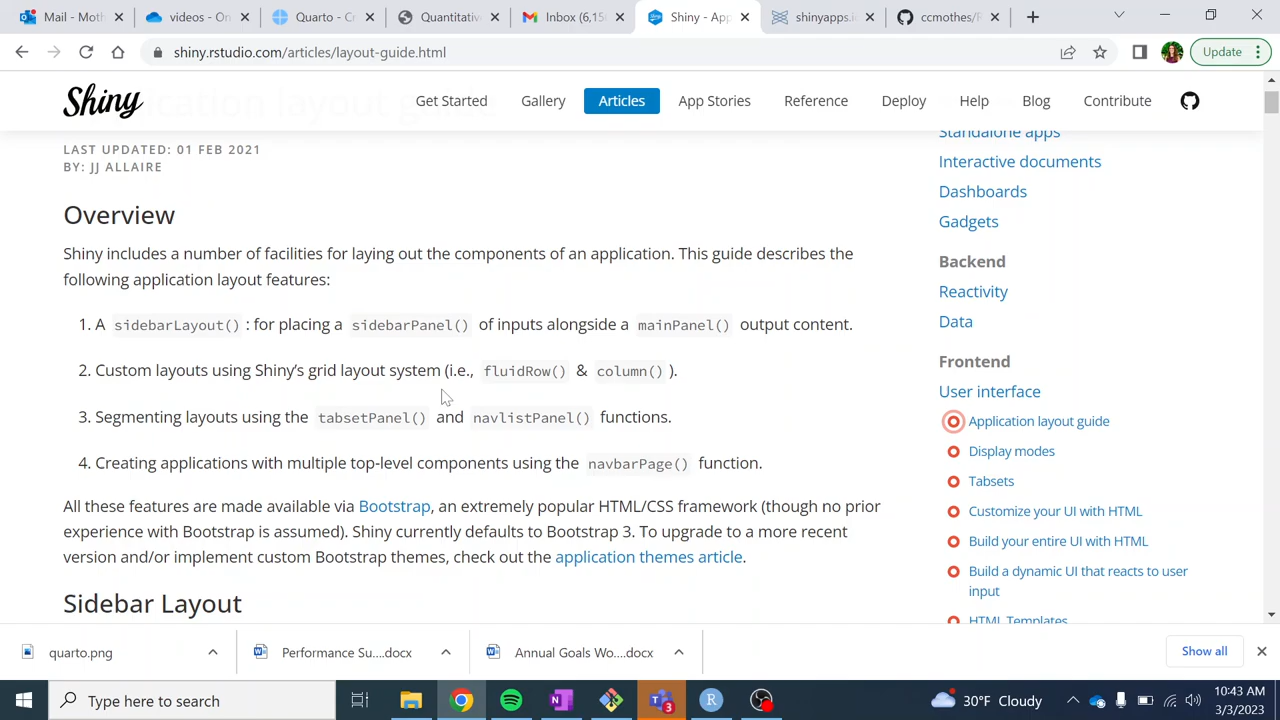 Mail - Moth
videos - On
Quarto - Cr
Quantitativ
Inbox (6,15
Shiny - App
shinyapps.i
ccmothes/R
shiny.rstudio.com/articles/layout-guide.html
Update
Application layout guide
Shiny
Get Started
Gallery
Articles
App Stories
Reference
Deploy
Help
Blog
Contribute
LAST UPDATED: 01 FEB 2021
BY: JJ ALLAIRE
Overview
Shiny includes a number of facilities for laying out the components of an application. This guide describes the
following application layout features:
1. A sidebarLayout() : for placing a sidebarPanel() of inputs alongside a mainPanel() output content.
2. Custom layouts using Shiny's grid layout system (i.e., fluidRow() & column() ).
3. Segmenting layouts using the tabsetPanel() and navlistPanel() functions.
4. Creating applications with multiple top-level components using the navbarPage() function.
All these features are made available via Bootstrap, an extremely popular HTML/CSS framework (though no prior
experience with Bootstrap is assumed). Shiny currently defaults to Bootstrap 3. To upgrade to a more recent
version and/or implement custom Bootstrap themes, check out the application themes article.
Sidebar Layout
Standalone apps
Interactive documents
Dashboards
Gadgets
Backend
Reactivity
Data
Frontend
User interface
Application layout guide
Display modes
Tabsets
Customize your UI with HTML
Build your entire UI with HTML
Build a dynamic UI that reacts to user
input
HTML Templates
quarto.png
Performance Su....docx
Annual Goals Wo....docx
Show all
Type here to search
3
30°F Cloudy
10:43 AM
3/3/2023